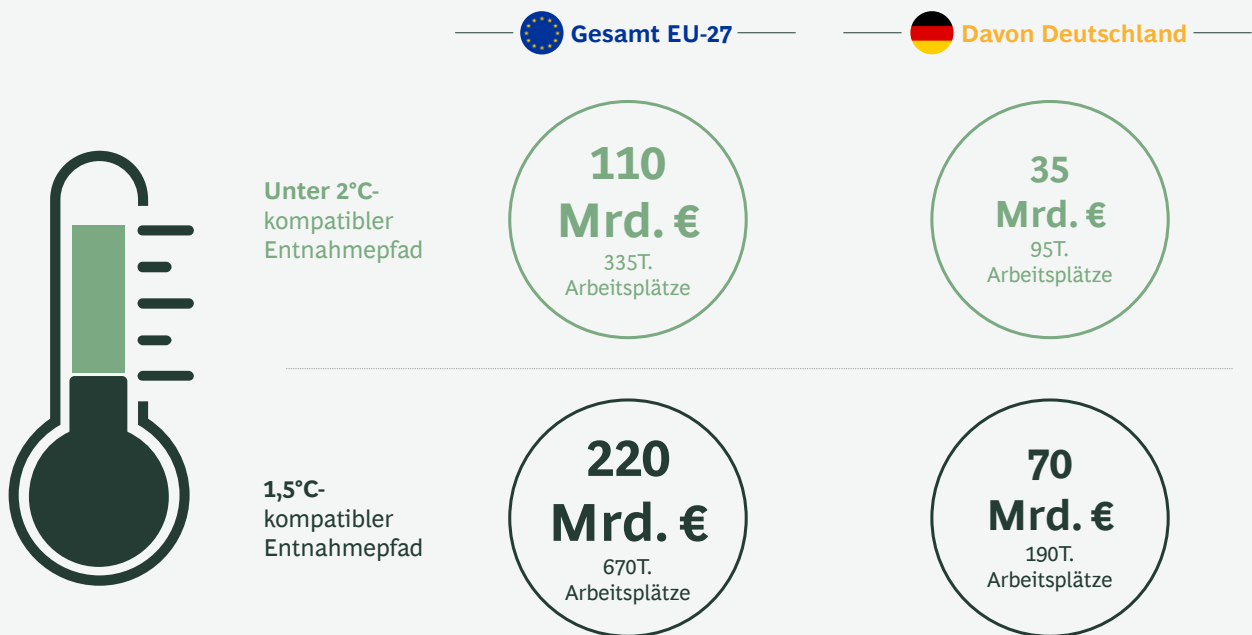 Gesamt EU-27
Davon Deutschland
Unter 2°C-
kompatibler
Entnahmepfad
110
Mrd. €
335T.
Arbeitsplätze
35
Mrd. €
95T.
Arbeitsplätze
1,5°C-
kompatibler
Entnahmepfad
220
Mrd. €
670T.
Arbeitsplätze
70
Mrd. €
190T.
Arbeitsplätze